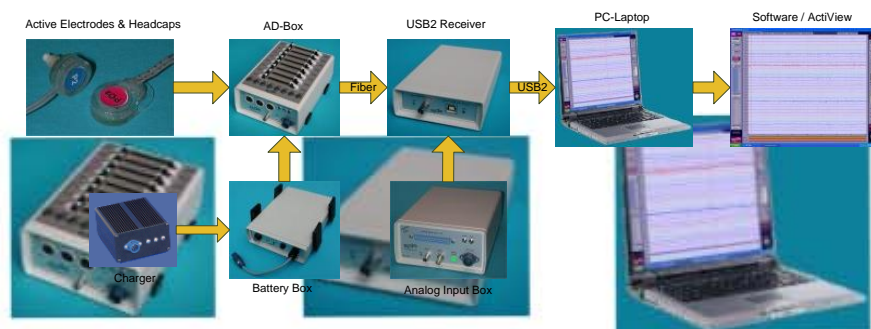 Active Electrodes & Headcaps
AD-Box
USB2 Receiver
PC-Laptop
Software / ActiView
Fiber
USB2
Charger
Battery Box
Analog Input Box